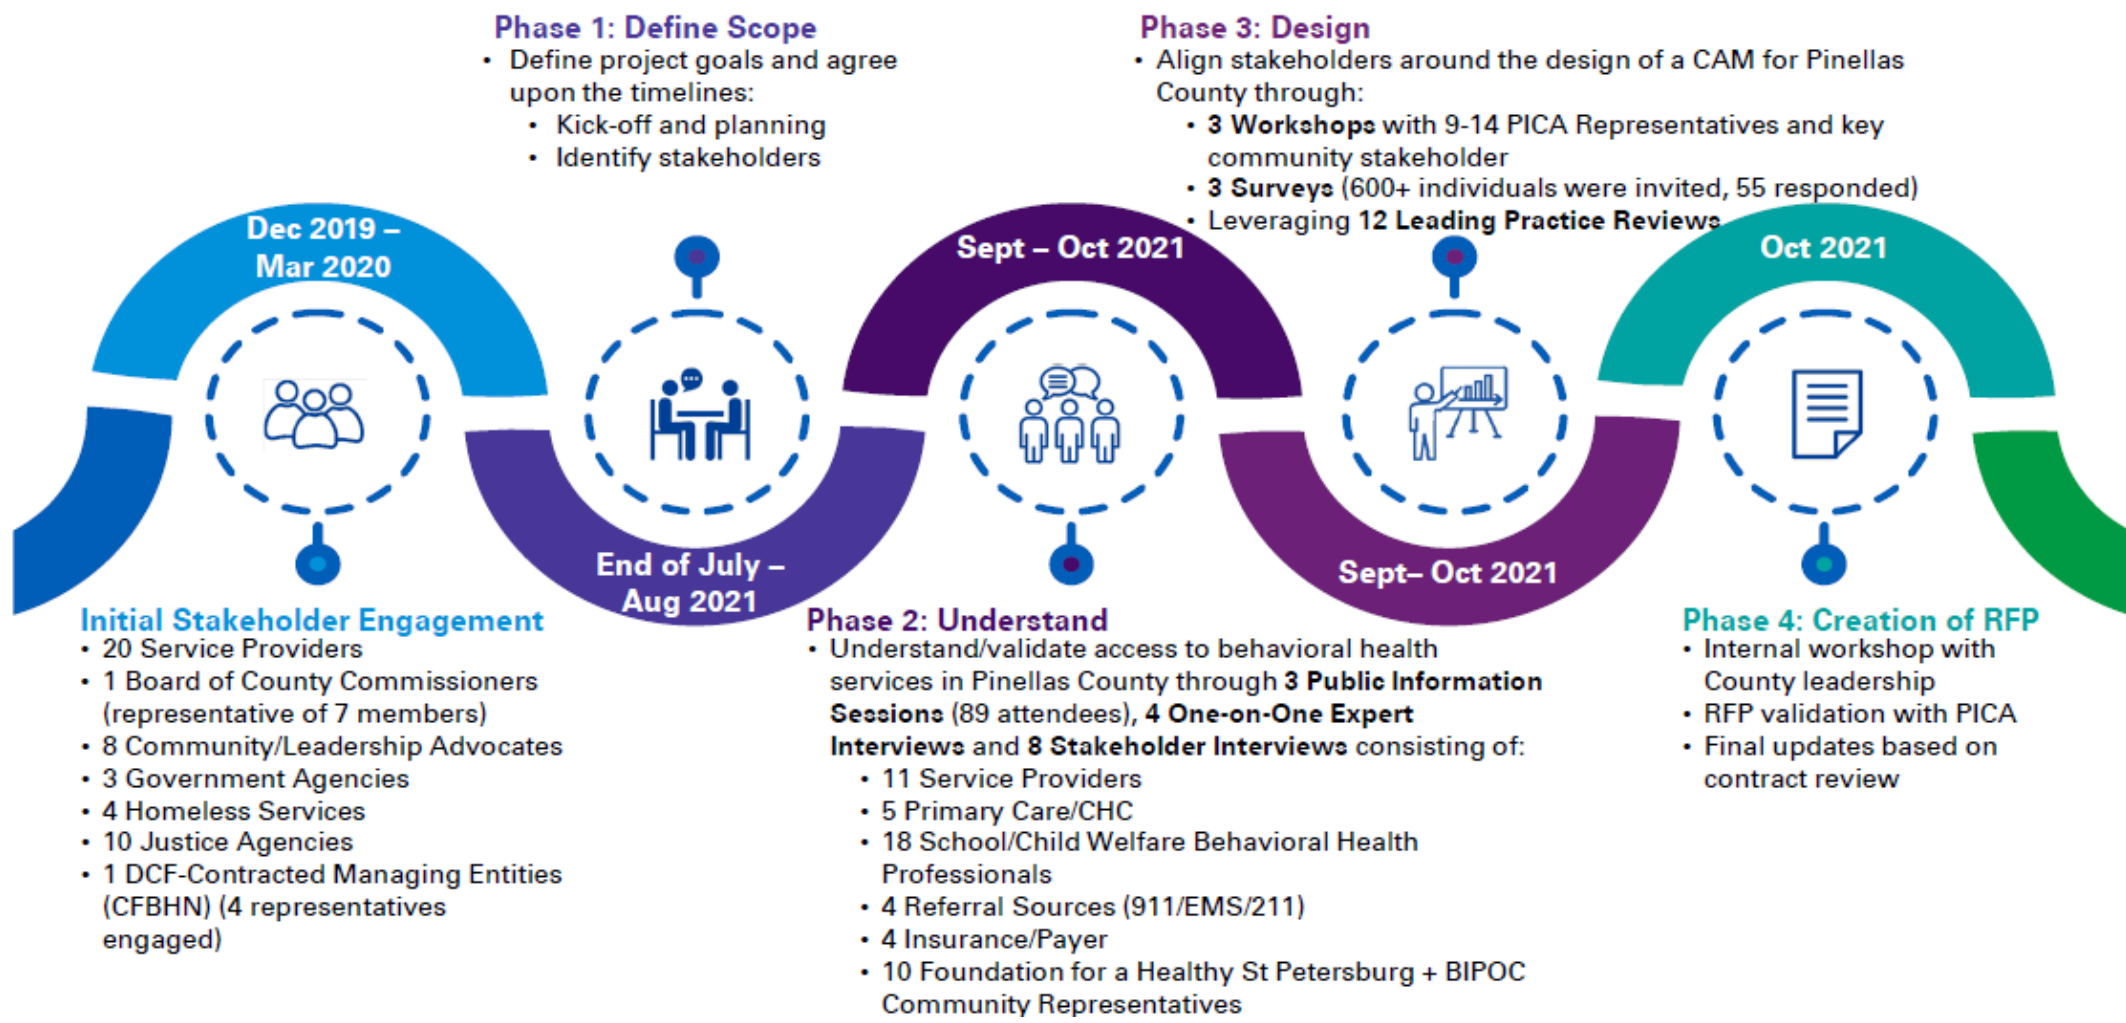 Phase 1: Define Scope
• Define project goals and agree
upon the timelines:
• Kick-off and planning
• Identify stakeholders
Phase 3: Design
• Align stakeholders around the design of a CAM for Pinellas
County through:
• 3 Workshops with 9-14 PICA Representatives and key
community stakeholder
• 3 Surveys (600+ individuals were invited, 55 responded)
• Leveraging 12 Leading Practice Reviews
Dec 2019 –
Mar 2020
Sept – Oct 2021
Oct 2021
End of July –
Aug 2021
Sept– Oct 2021
Initial Stakeholder Engagement
• 20 Service Providers
• 1 Board of County Commissioners
(representative of 7 members)
• 8 Community/Leadership Advocates
• 3 Government Agencies
• 4 Homeless Services
• 10 Justice Agencies
• 1 DCF-Contracted Managing Entities
(CFBHN) (4 representatives
engaged)
Phase 2: Understand
• Understand/validate access to behavioral health
services in Pinellas County through 3 Public Information
Sessions (89 attendees), 4 One-on-One Expert
Interviews and 8 Stakeholder Interviews consisting of:
• 11 Service Providers
• 5 Primary Care/CHC
• 18 School/Child Welfare Behavioral Health
Professionals
• 4 Referral Sources (911/EMS/211)
• 4 Insurance/Payer
• 10 Foundation for a Healthy St Petersburg + BIPOC
Community Representatives
Phase 4: Creation of RFP
• Internal workshop with
County leadership
• RFP validation with PICA
• Final updates based on
contract review